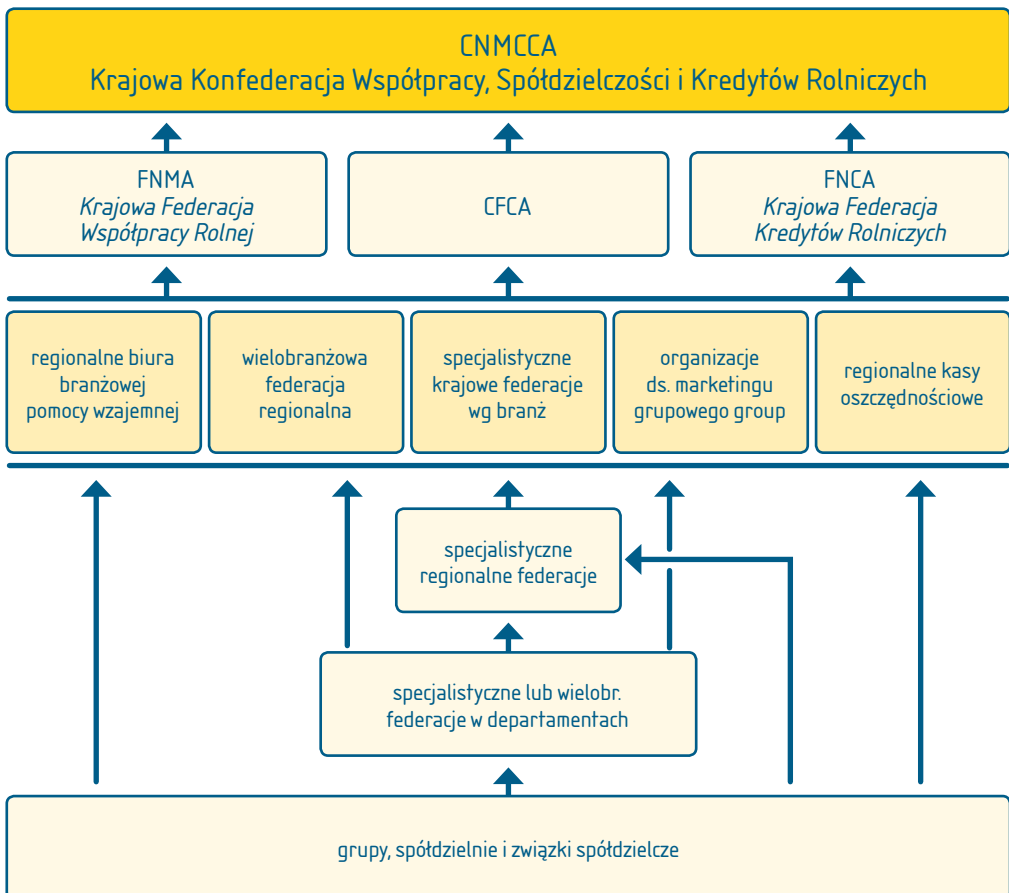 CNMCCA
Krajowa Konfederacja Współpracy, Spółdzielczości i Kredytów Rolniczych
FNMA
Krajowa Federacja
Współpracy Rolnej
CFCA
FNCA
Krajowa Federacja
Kredytów Rolniczych
regionalne biura
branżowej
pomocy wzajemnej
wielobranżowa
federacja
regionalna
specjalistyczne
krajowe federacje
wg branż
organizacje
ds. marketingu
grupowego group
regionalne kasy
oszczędnościowe
specjalistyczne
regionalne federacje
specjalistyczne lub wielobr.
federacje w departamentach
grupy, spółdzielnie i związki spółdzielcze